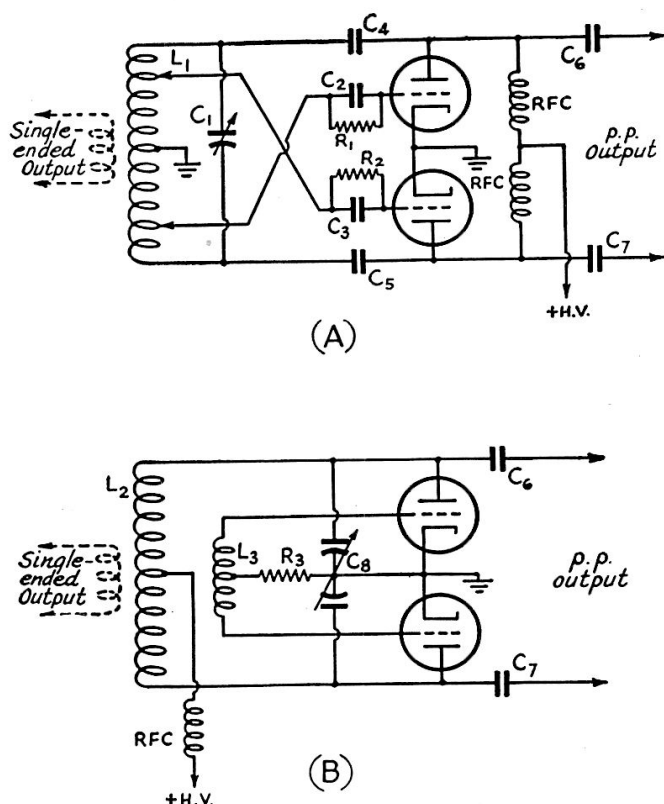 C4
C6
L1
C2
C1
RFC
Single-
ended
Output
R1
p.p.
Output
R2
RFC
C3
C5
C7
+H.V.
(A)
L2
C6
L3
R3
C8
Single-
ended
Output
p.p.
output
C7
RFC
(B)
+H.V.